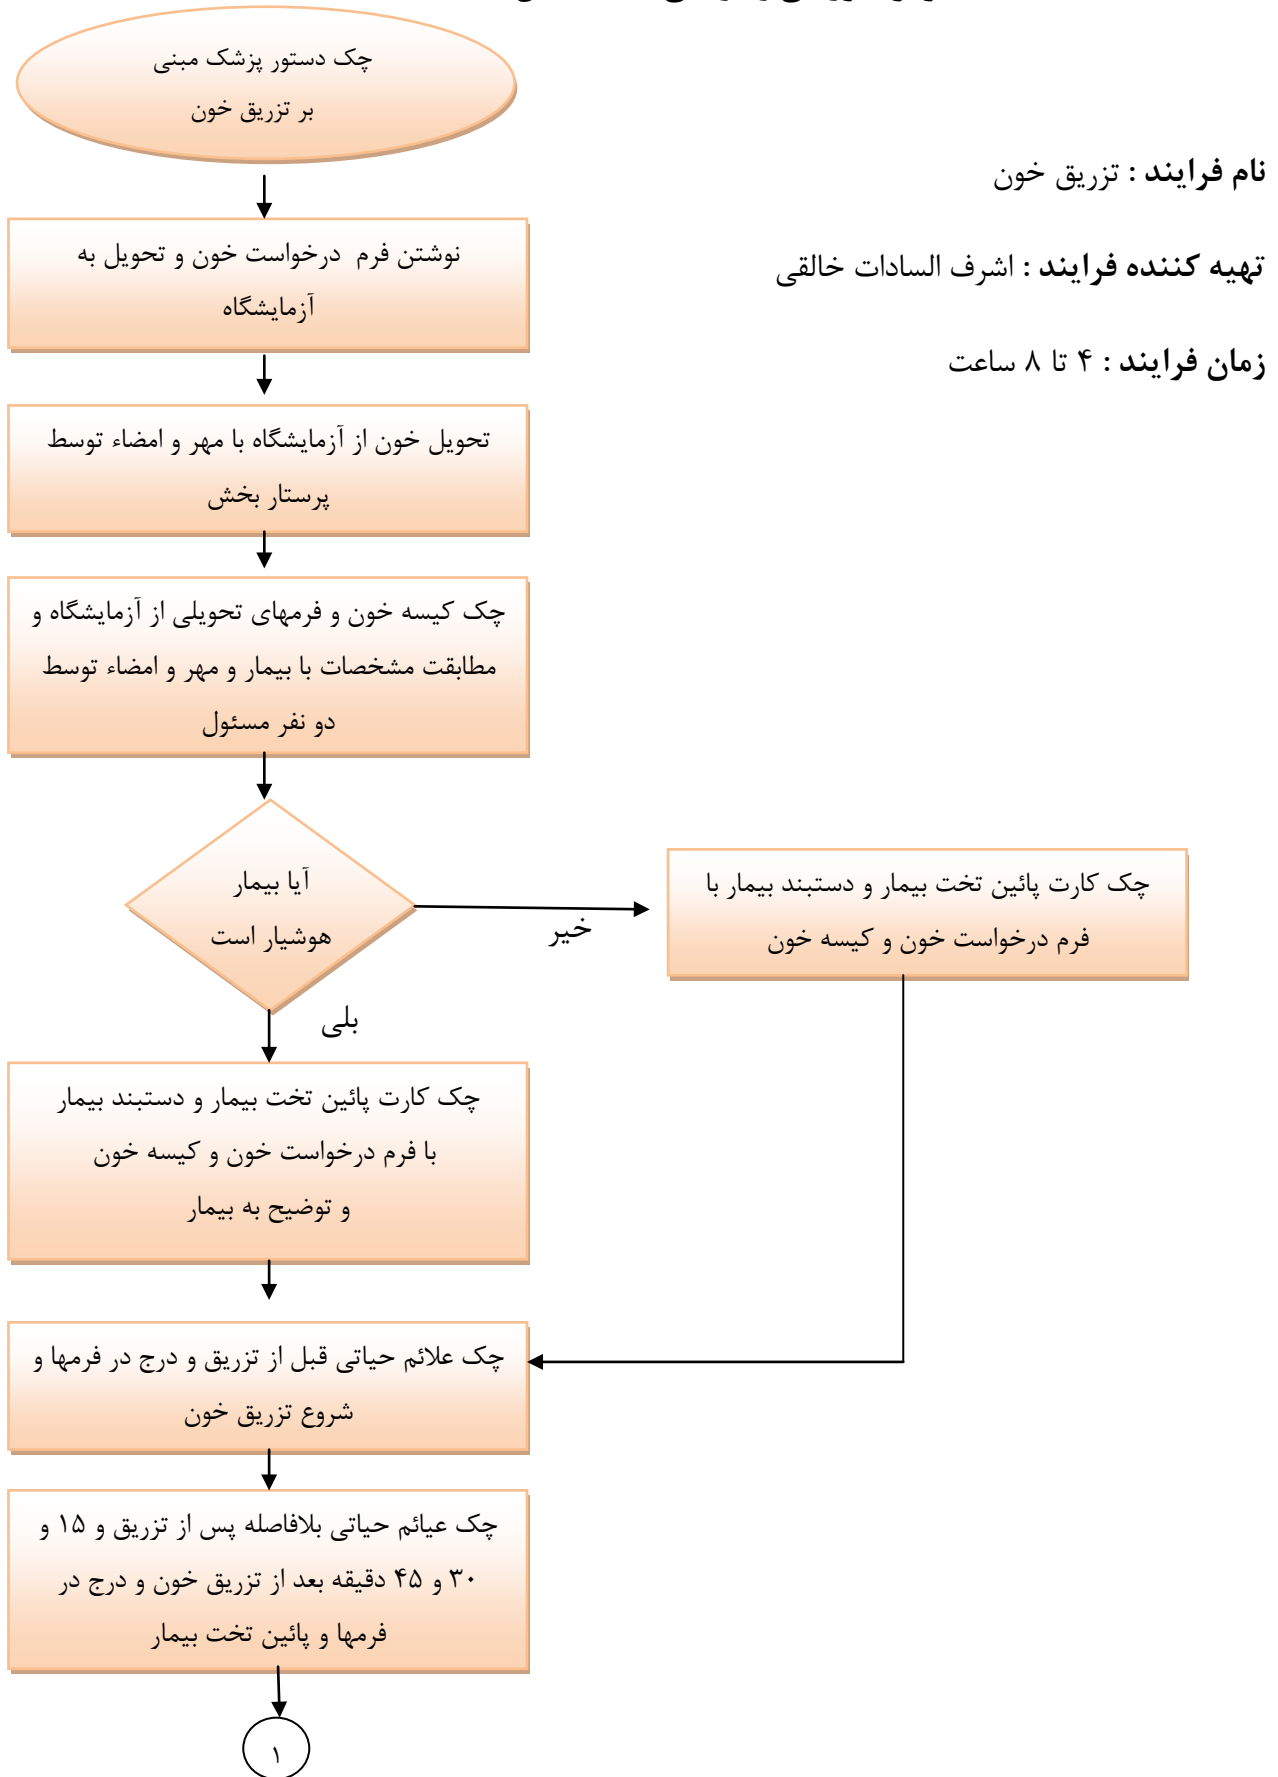 چک دستور پزشک مبنی
بر تزریق خون
نام فرایند : تزریق خون
تهیه کننده فرایند : اشرف السادات خالقی
زمان فرایند : ۴ تا ۸ ساعت
نوشتن فرم درخواست خون و تحویل به
آزمایشگاه
تحویل خون از آزمایشگاه با مهر و امضاء توسط
پرستار بخش
چک کیسه خون و فرمهای تحویلی از آزمایشگاه و
مطابقت مشخصات با بیمار و مهر و امضاء توسط
دو نفر مسئول
آیا بیمار
هوشیار است
خیر
چک کارت پائین تخت بیمار و دستبند بیمار با
فرم درخواست خون و کیسه خون
بلی
چک کارت پائین تخت بیمار و دستبند بیمار
با فرم درخواست خون و کیسه خون
و توضیح به بیمار
چک علائم حیاتی قبل از تزریق و درج در فرمها و
شروع تزریق خون
چک عیائم حیاتی بلافاصله پس از تزریق و ۱۵ و
۳۰ و ۴۵ دقیقه بعد از تزریق خون و درج در
فرمها و پائین تخت بیمار
۱